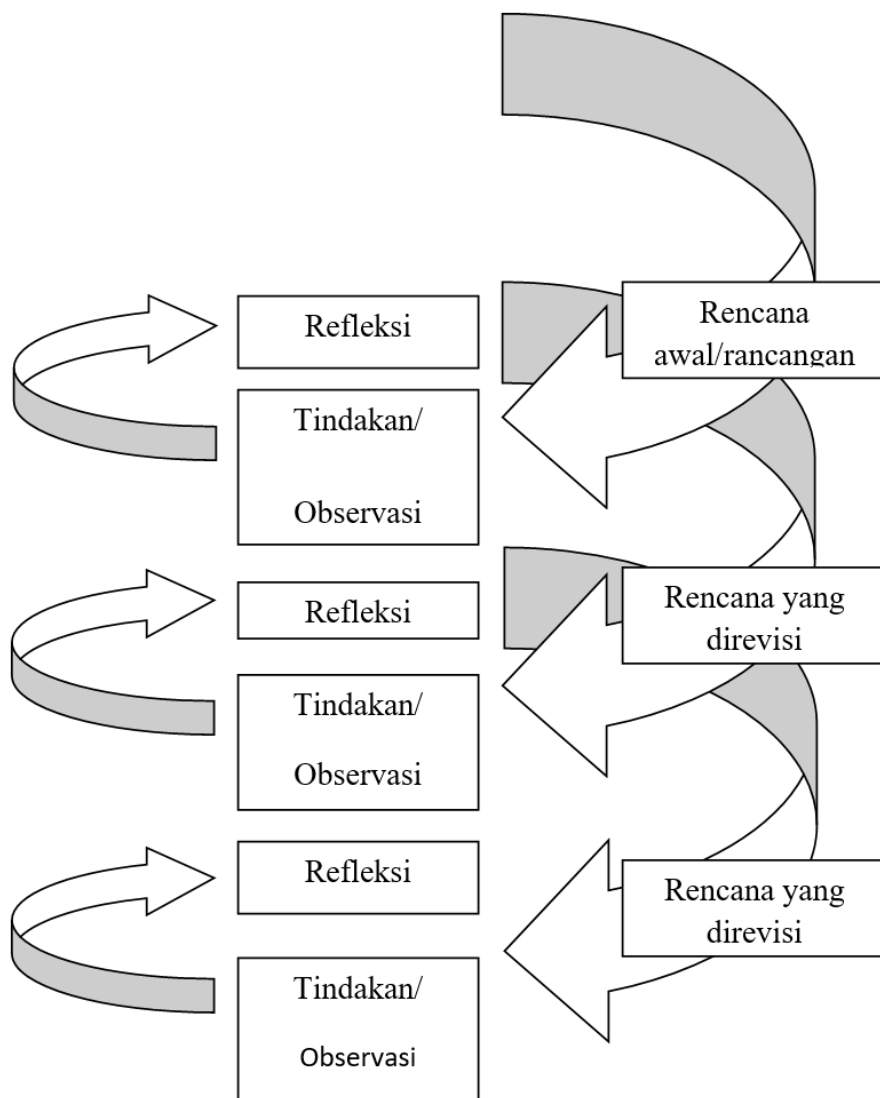 Refleksi
Rencana
awal/rancangan
Tindakan/
Observasi
Refleksi
Rencana yang
direvisi
Tindakan/
Observasi
Refleksi
Rencana yang
direvisi
Tindakan/
Observasi